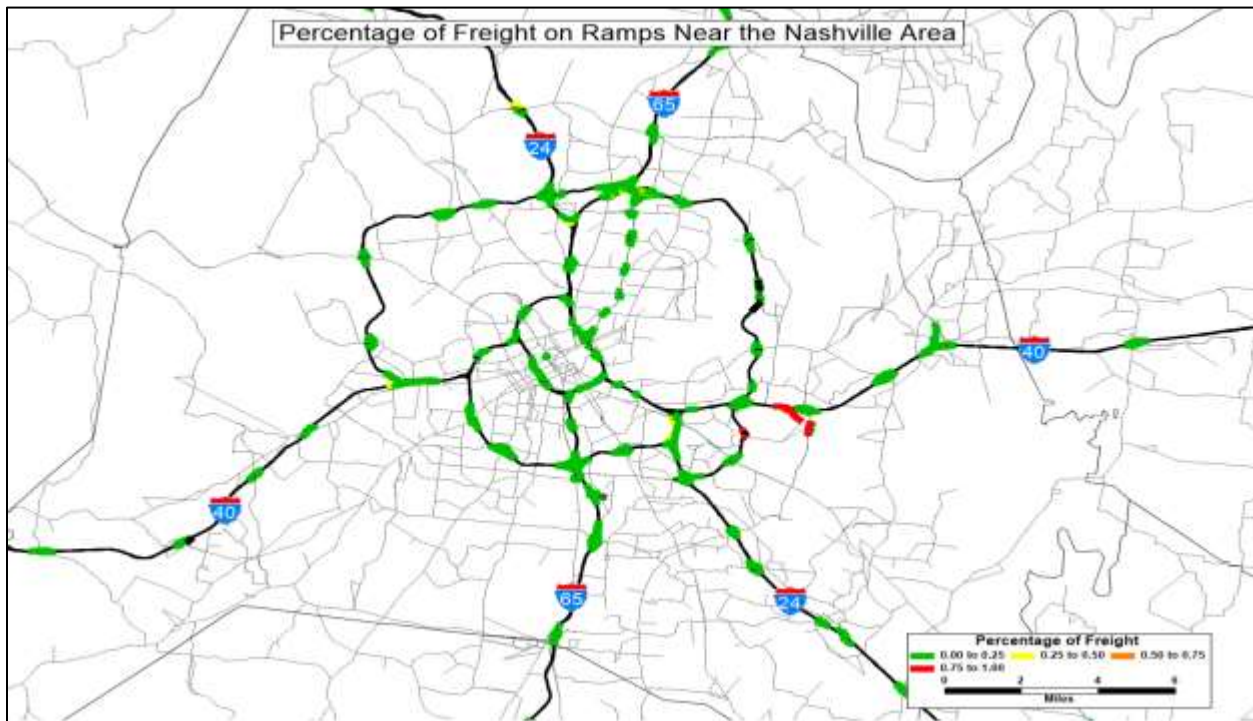 Percentage of Freight on Ramps Near the Nashville Area
65
24
40
40
65
24
Percentage of Freight
0.00 to 0.25 0.25 to 0.50 0.50 to 0.75
0.75 to 1.00
0 2 4 6
Miles